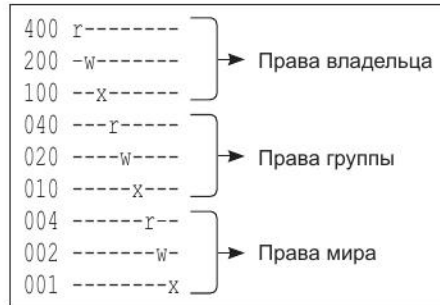 400 r--------
200 -w-------
100 --x------
Права владельца
040 ---r-----
020 ----w----
010 -----x---
Права группы
004 ------r--
002 -------w-
001 --------x
Права мира